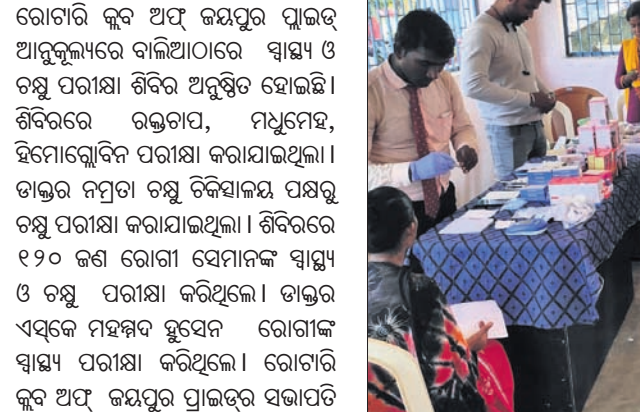 ରୋଟାରି କ୍ଲବ ଅଫ୍ ଜୟପୁର ପ୍ରାଇଡ୍
ଆନୁକୂଲ୍ୟରେ ବାଲିଆଠାରେ ସ୍ୱାସ୍ଥ୍ୟ ଓ
ଚକ୍ଷୁ ପରୀକ୍ଷା ଶିବିର ଅନୁଷ୍ଠିତ ହୋଇଛି।
ଶିବିରରେ ରକ୍ତଚାପ, ମଧୁମେହ,
ହିମୋଗ୍ଲୋବିନ ପରୀକ୍ଷା କରାଯାଇଥିଲା।
ଡାକ୍ତର ନମ୍ରତା ଚକ୍ଷୁ ଚିକିତ୍ସାଳୟ ପକ୍ଷରୁ
ଚକ୍ଷୁ ପରୀକ୍ଷା କରାଯାଇଥିଲା। ଶିବିରରେ
୧୨୦ ଜଣ ରୋଗୀ ସେମାନଙ୍କ ସ୍ୱାସ୍ଥ୍ୟ
ଓ ଚକ୍ଷୁ ପରୀକ୍ଷା କରିଥିଲେ। ଡାକ୍ତର
ଏସ୍‌କେ ମହମ୍ମଦ ହୁସେନ ରୋଗୀଙ୍କ
ସ୍ୱାସ୍ଥ୍ୟ ପରୀକ୍ଷା କରିଥିଲେ। ରୋଟାରି
କ୍ଲବ ଅଫ୍ ଜୟପୁର ପ୍ରାଇଡ୍‌ର ସଭାପତି